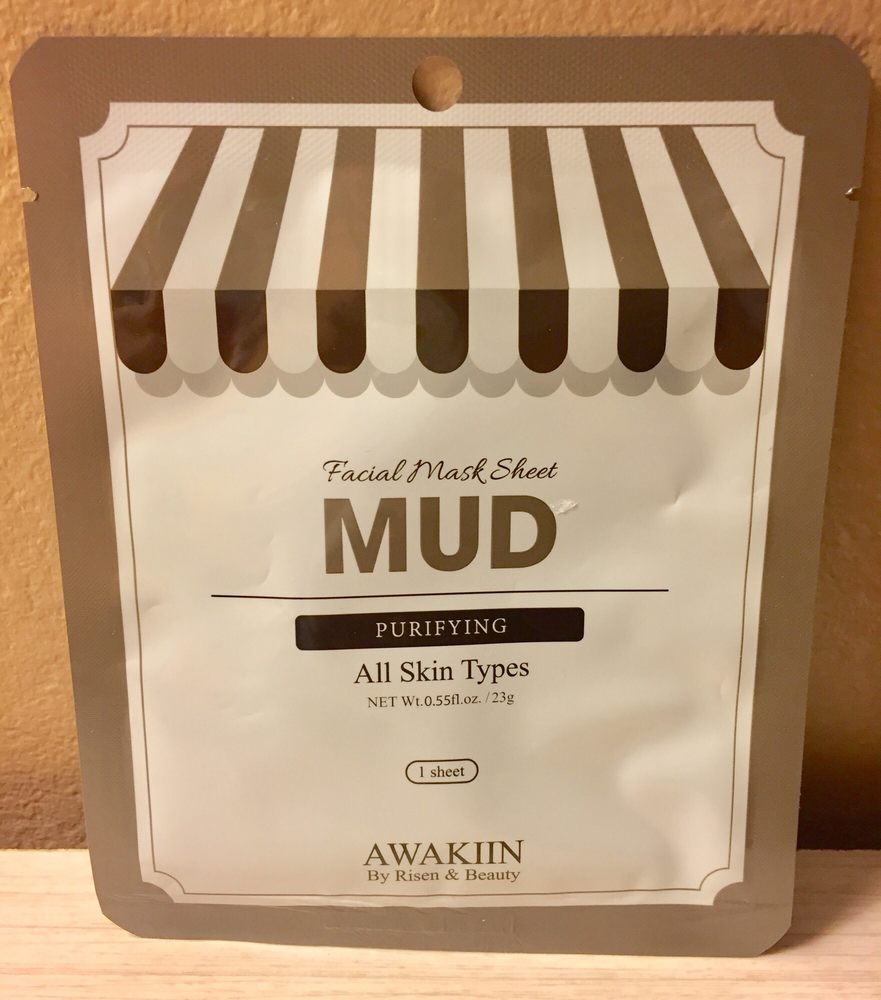 Facial Mask Sheet
MUD
PURIFYING
All Skin Types
NET Wt.0.55fl.oz. /23g
1 sheet
AWAKIIN
By Risen & Beauty